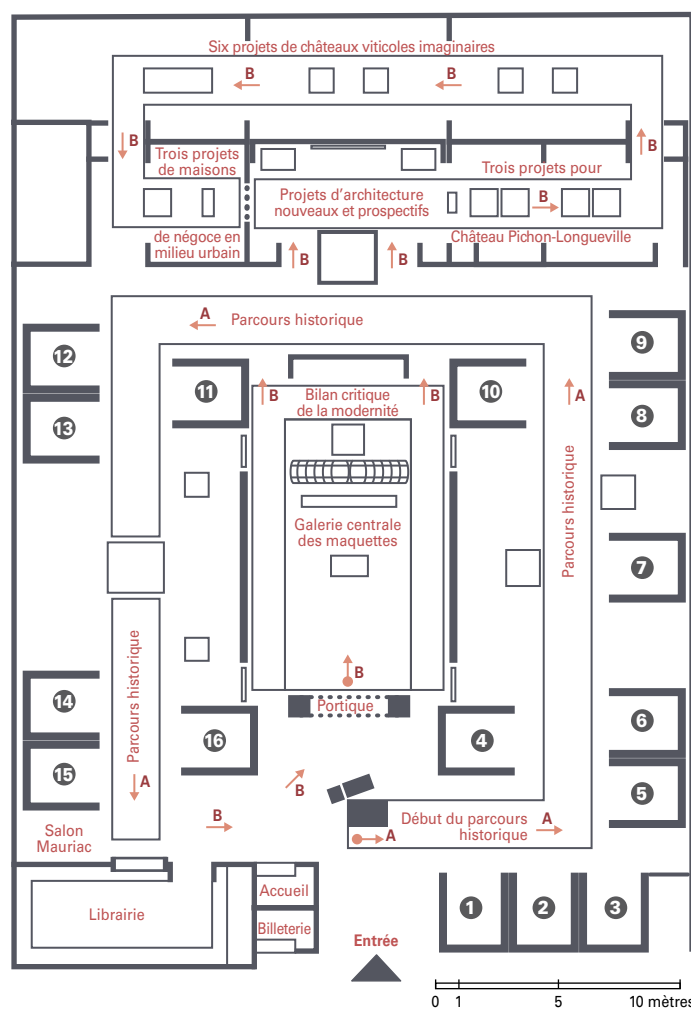 Six projets de châteaux viticoles imaginaires
B
B
B
B
Trois projets
de maisons
Trois projets pour
Projets d'architecture
nouveaux et prospectifs
B
de négoce en
milieu urbain
Château Pichon-Longueville
B
B
A
Parcours historique
12
13
11
10
9
8
B
Bilan critique
de la modernité
B
A
Parcours historique
Galerie centrale
des maquettes
7
Parcours historique
B
Portique
14
15
16
4
6
5
A
B
B
Salon
Mauriac
Début du parcours
historique
A
A
Librairie
Accueil
Billeterie
1
2
3
Entrée
0 1 5 10 mètres